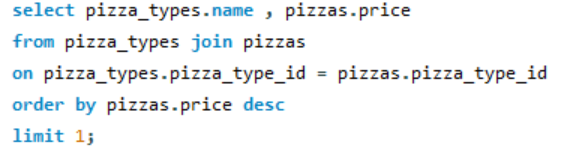 select pizza_types.name , pizzas.price
from pizza_types join pizzas
on pizza_types.pizza_type_id = pizzas.pizza_type_id
order by pizzas.price desc
limit 1;